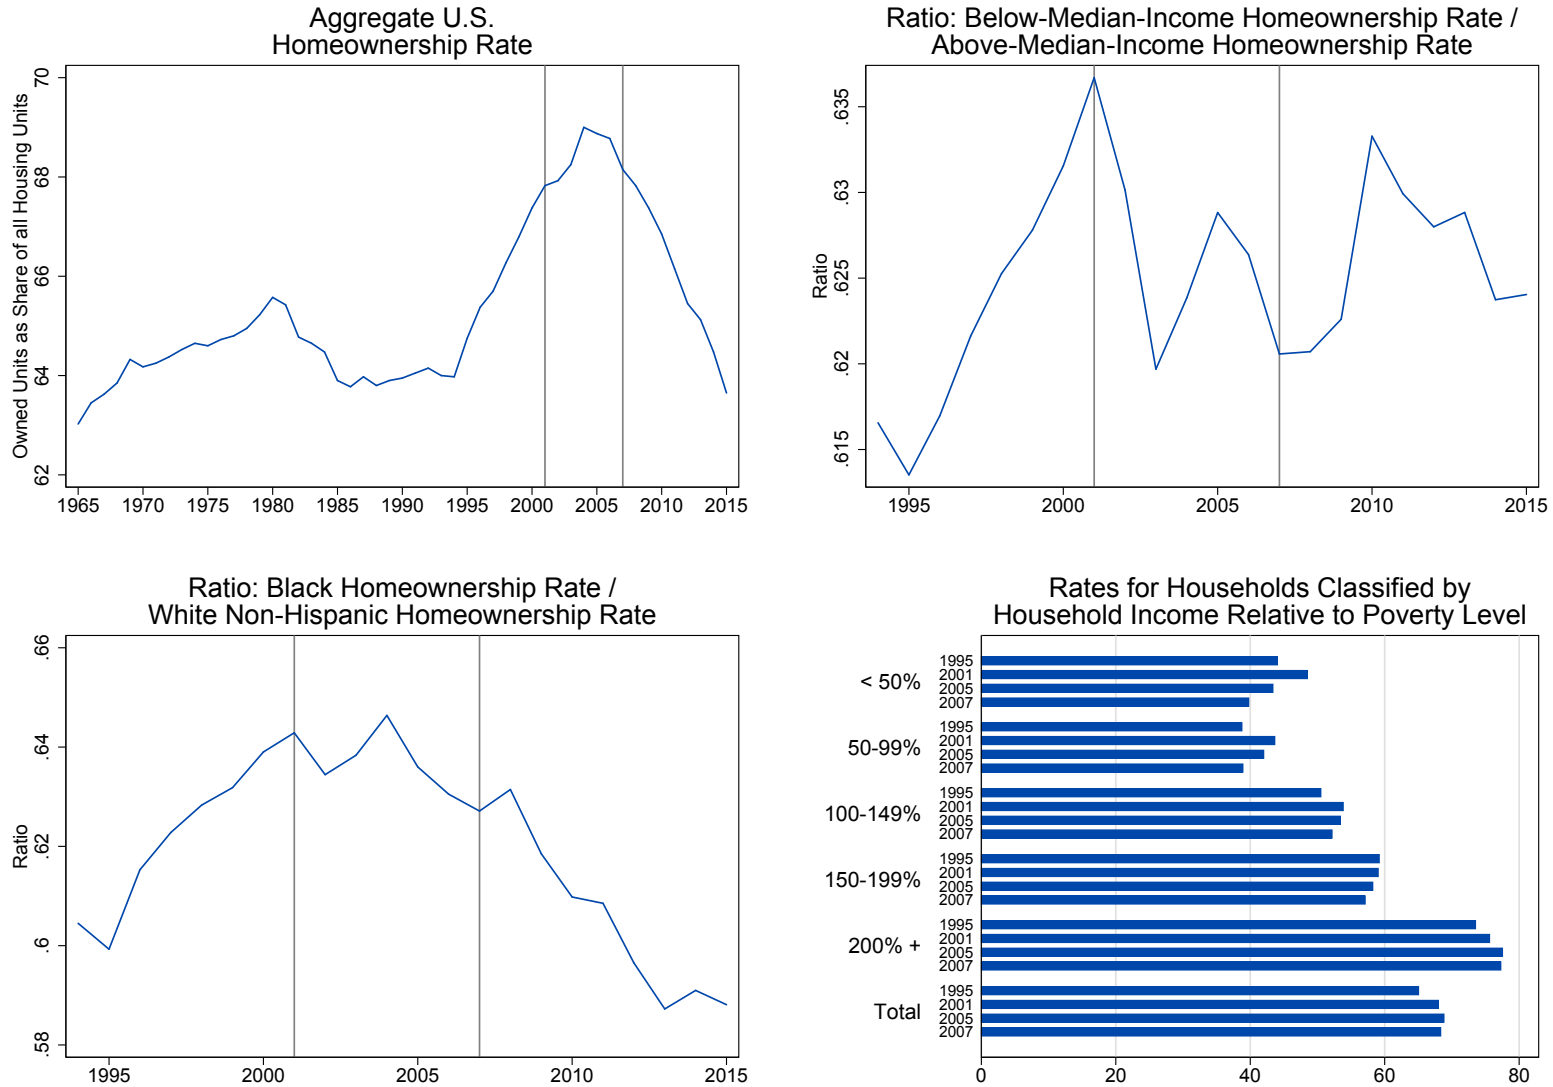 Aggregate U.S.
Homeownership Rate
Owned Units as Share of all Housing Units
70
68
66
64
62
1965 1970 1975 1980 1985 1990 1995 2000 2005 2010 2015
Ratio: Below-Median-Income Homeownership Rate /
Above-Median-Income Homeownership Rate
Ratio
.635
.63
.625
.62
.615
1995 2000 2005 2010 2015
Ratio: Black Homeownership Rate /
White Non-Hispanic Homeownership Rate
Ratio
.66
.64
.62
.6
.58
1995 2000 2005 2010 2015
Rates for Households Classified by
Household Income Relative to Poverty Level
< 50%
1995
2001
2005
2007
50-99%
1995
2001
2005
2007
100-149%
1995
2001
2005
2007
150-199%
1995
2001
2005
2007
200% +
1995
2001
2005
2007
Total
1995
2001
2005
2007
0 20 40 60 80